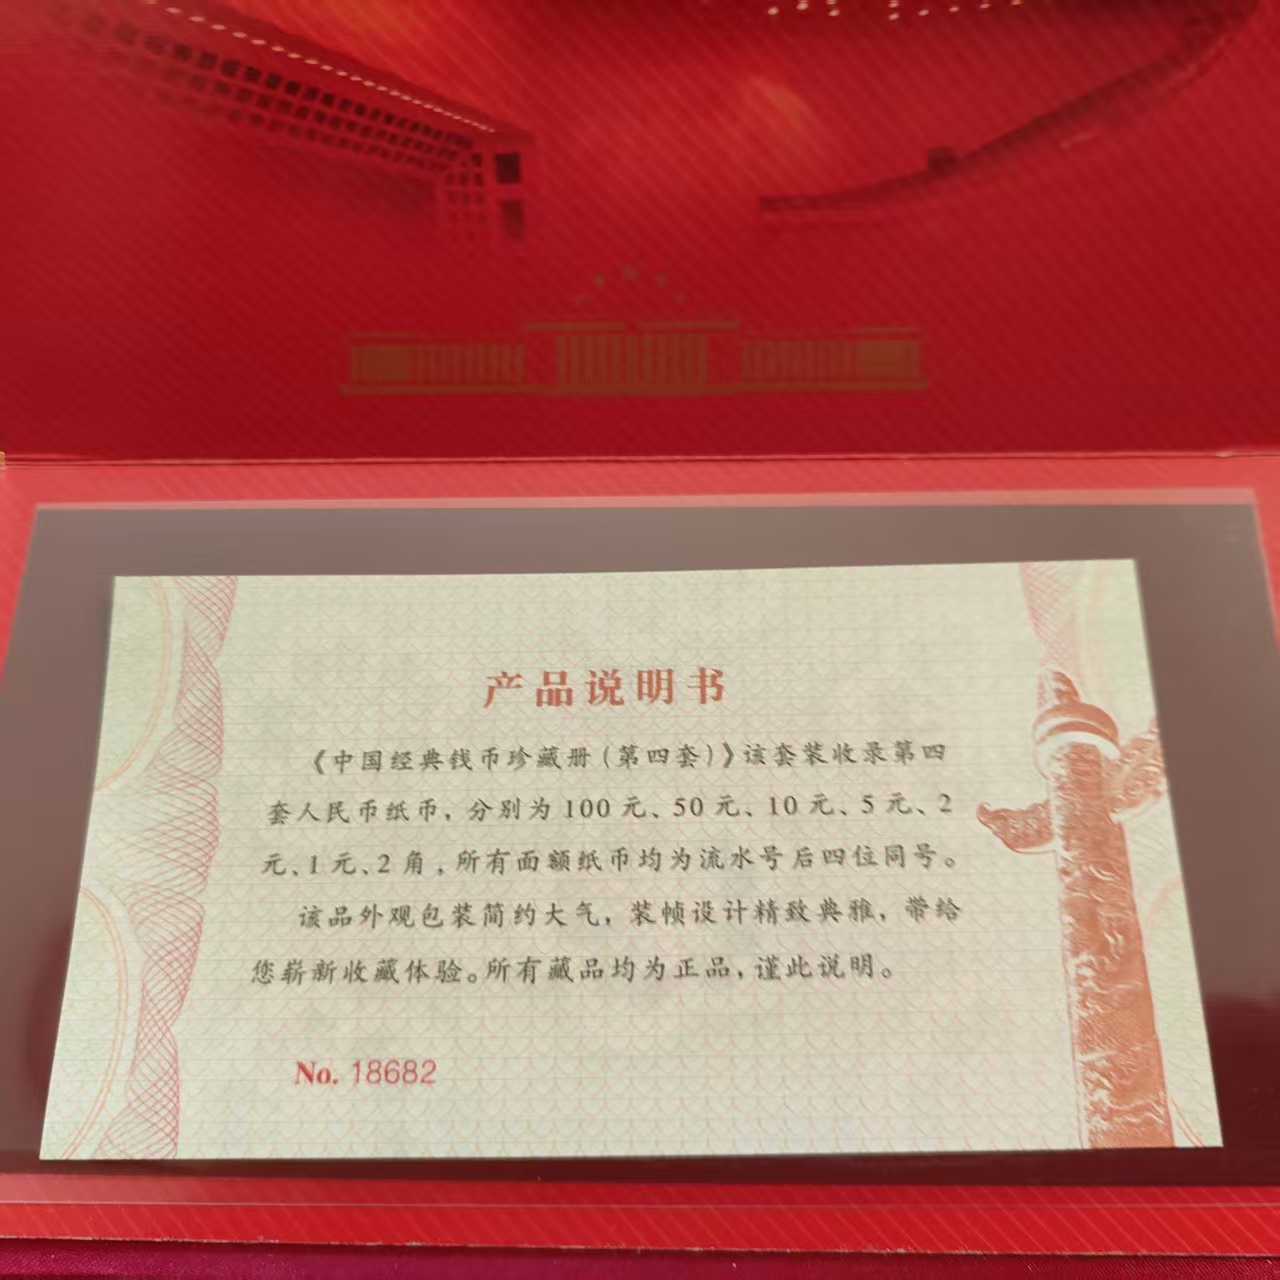 产品说明书
《中国经典钱币珍藏册(第四套)》该套装收录第四
套人民币纸币，分别为100元、50元、10元、5元、2
元、1元、2角，所有面额纸币均为流水号后四位同号。
该品外观包装简约大气，装帧设计精致典雅，带给
您崭新收藏体验。所有藏品均为正品，谨此说明。
No. 18682